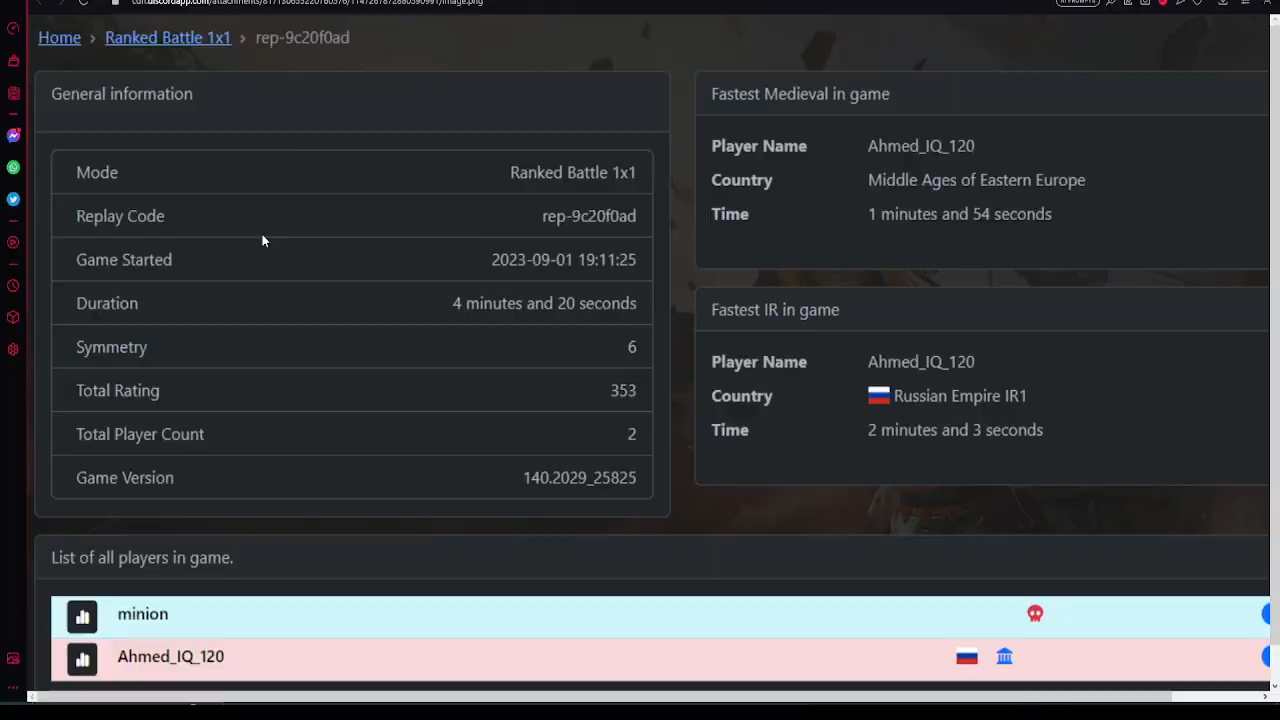 Home › Ranked Battle 1x1 › rep-9c20f0ad
General information
Mode Ranked Battle 1x1
Replay Code rep-9c20f0ad
Game Started 2023-09-01 19:11:25
Duration 4 minutes and 20 seconds
Symmetry 6
Total Rating 353
Total Player Count 2
Game Version 140.2029_25825
Fastest Medieval in game
Player Name Ahmed_IQ_120
Country Middle Ages of Eastern Europe
Time 1 minutes and 54 seconds
Fastest IR in game
Player Name Ahmed_IQ_120
Country Russian Empire IR1
Time 2 minutes and 3 seconds
List of all players in game.
minion
Ahmed_IQ_120